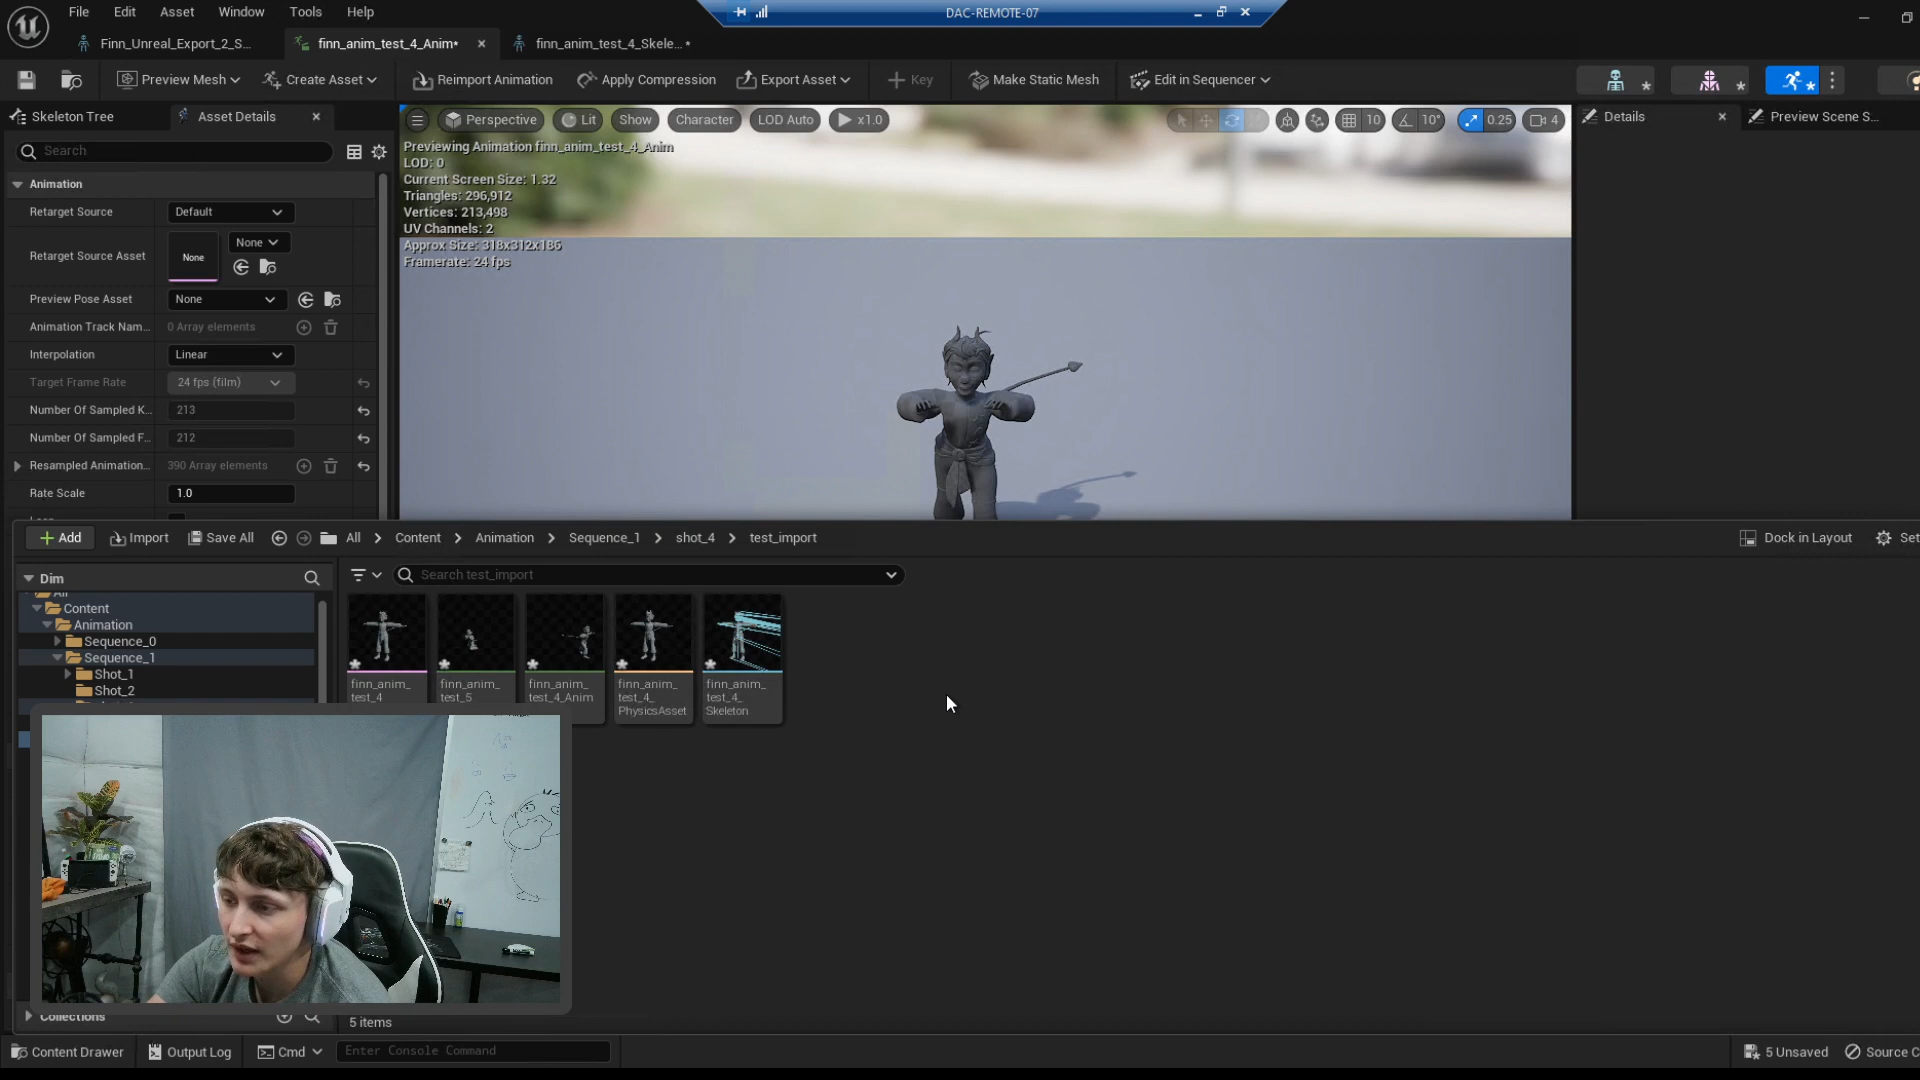 File Edit Asset Window Tools Help
DAC-REMOTE-07
Finn_Unreal_Export_2_S...
finn_anim_test_4_Anim*
finn_anim_test_4_Skele... *
Preview Mesh
Create Asset
Reimport Animation
Apply Compression
Export Asset
Key
Make Static Mesh
Edit in Sequencer
Skeleton Tree
Asset Details
Perspective
Lit
Show
Character
LOD Auto
x1.0
10
10°
0.25
4
Details
Preview Scene S...
Search
Previewing Animation finn_anim_test_4_Anim
LOD: 0
Current Screen Size: 1.32
Triangles: 296,912
Vertices: 213,498
UV Channels: 2
Approx Size: 318x312x186
Framerate: 24 fps
Animation
Retarget Source Default
Retarget Source Asset None None
Preview Pose Asset None
Animation Track Nam... 0 Array elements
Interpolation Linear
Target Frame Rate 24 fps (film)
Number Of Sampled K... 213
Number Of Sampled F... 212
Resampled Animation... 390 Array elements
Rate Scale 1.0
Add
Import
Save All
All > Content > Animation > Sequence_1 > shot_4 > test_import
Dock in Layout
Set
Dim
Search test_import
Content
Animation
Sequence_0
Sequence_1
Shot_1
Shot_2
finn_anim_
test_4
finn_anim_
test_5
finn_anim_
test_4_Anim
finn_anim_
test_4_
PhysicsAsset
finn_anim_
test_4_
Skeleton
Collections
5 items
Content Drawer
Output Log
Cmd
Enter Console Command
5 Unsaved
Source C